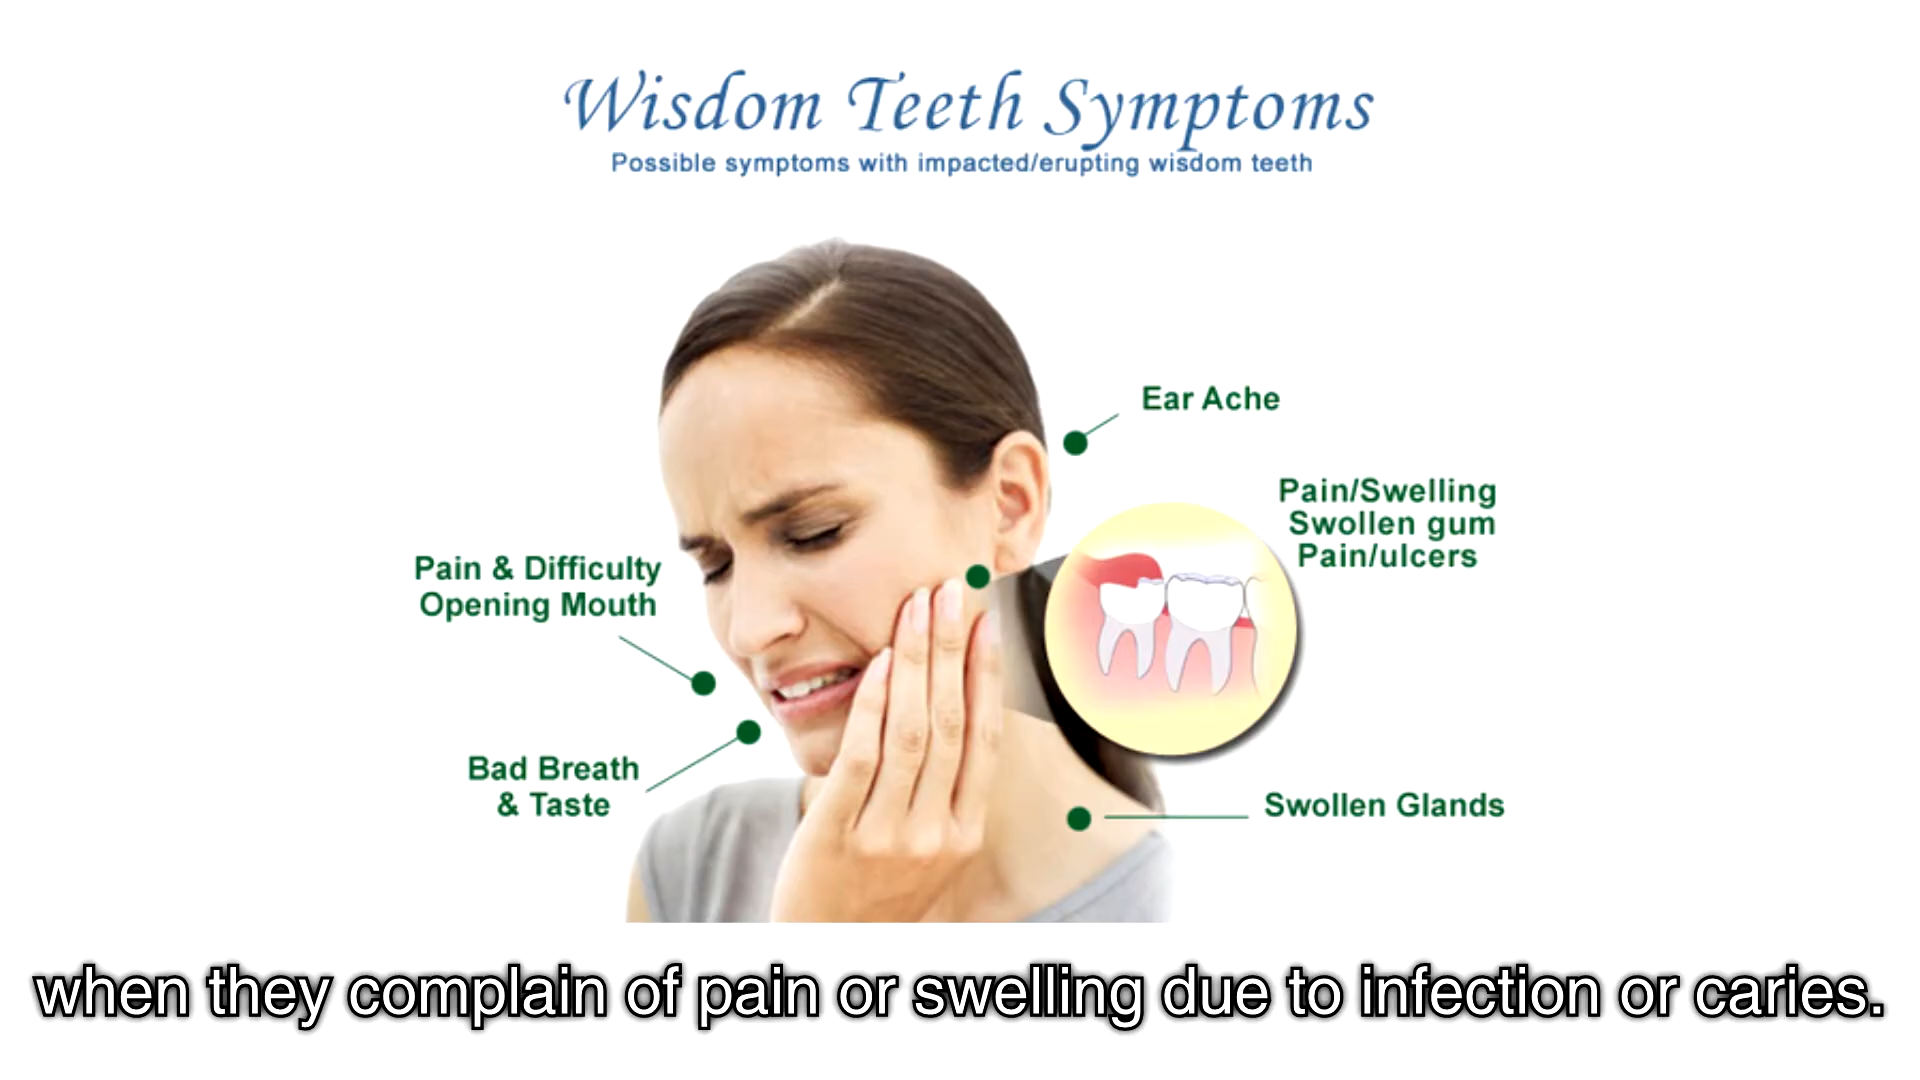 Wisdom Teeth Symptoms
Possible symptoms with impacted/erupting wisdom teeth
Ear Ache
Pain/Swelling
Swollen gum
Pain/ulcers
Pain & Difficulty
Opening Mouth
Bad Breath
& Taste
Swollen Glands
when they complain of pain or swelling due to infection or caries.